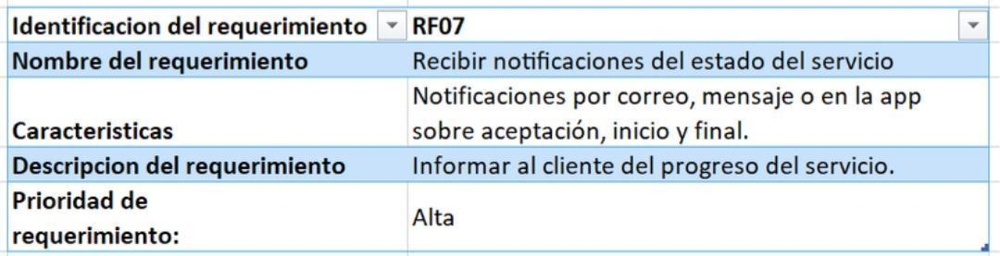 Identificacion del requerimiento RF07
Nombre del requerimiento Recibir notificaciones del estado del servicio
Notificaciones por correo, mensaje o en la app
Caracteristicas sobre aceptación, inicio y final.
Descripcion del requerimiento Informar al cliente del progreso del servicio.
Prioridad de
requerimiento: Alta